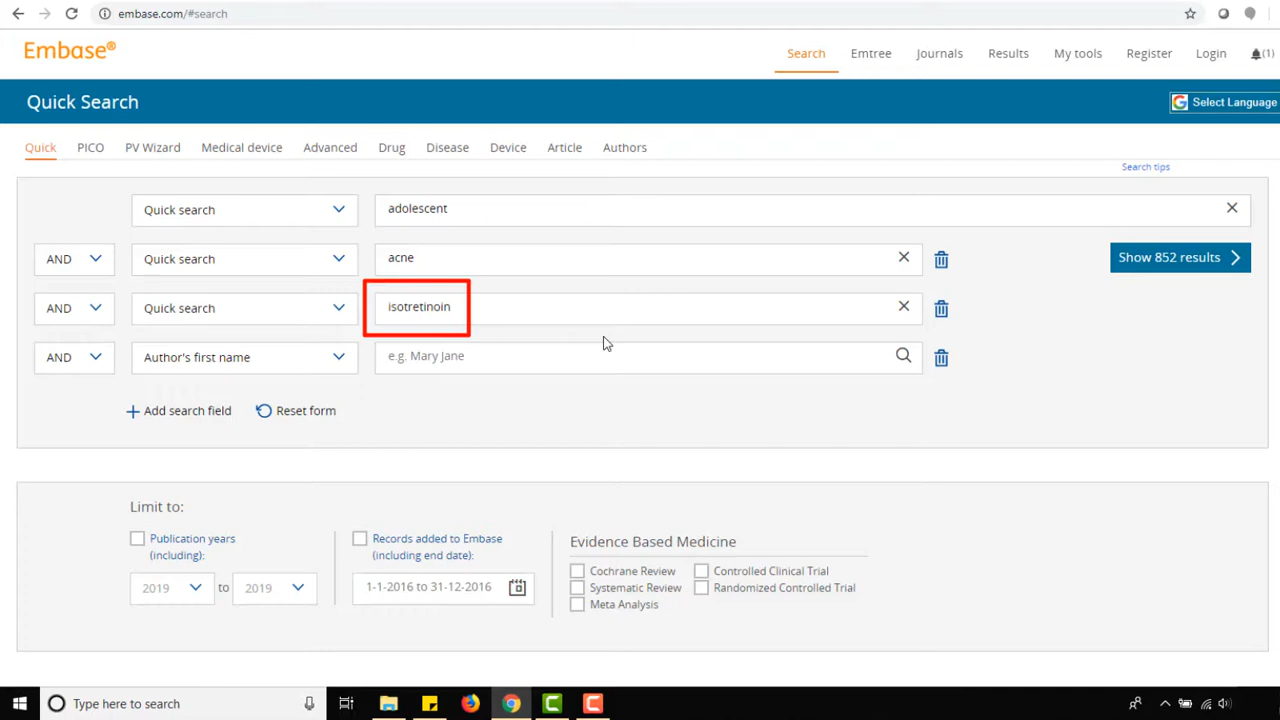 embase.com/#search
Embase®
Search Emtree Journals Results My tools Register Login (1)
Quick Search
G Select Language
Quick PICO PV Wizard Medical device Advanced Drug Disease Device Article Authors
Search tips
Quick search adolescent
AND Quick search acne Show 852 results
AND Quick search isotretinoin
AND Author's first name e.g. Mary Jane
+ Add search field Reset form
Limit to:
Publication years Records added to Embase Evidence Based Medicine
(including): (including end date):
Cochrane Review Controlled Clinical Trial
2019 to 2019 1-1-2016 to 31-12-2016 Systematic Review Randomized Controlled Trial
Meta Analysis
Type here to search